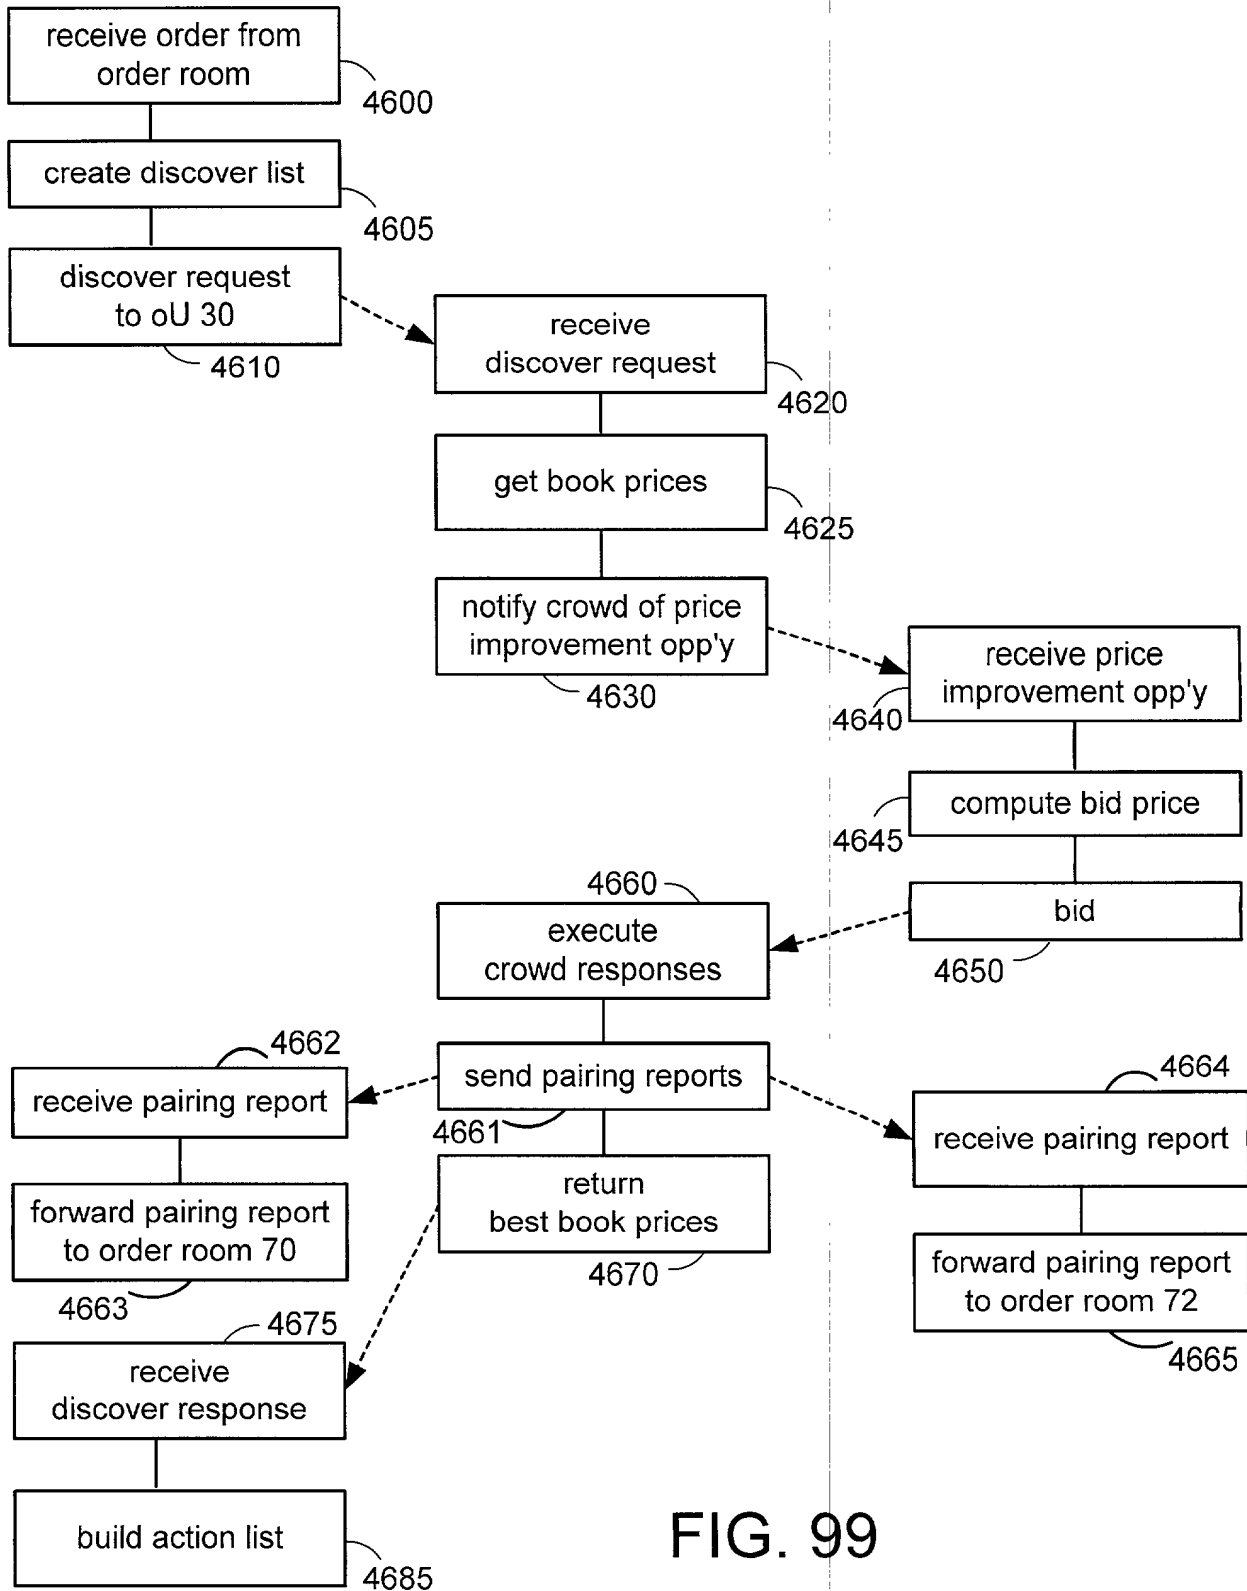 receive order from
order room
4600
create discover list
4605
discover request
to oU 30
4610
receive
discover request
4620
get book prices
4625
notify crowd of price
improvement opp'y
4630
receive price
improvement opp'y
4640
compute bid price
4645
bid
4650
4660
execute
crowd responses
send pairing reports
4661
4662
receive pairing report
forward pairing report
to order room 70
4663
4664
receive pairing report
forward pairing report
to order room 72
4665
return
best book prices
4670
4675
receive
discover response
build action list
4685
FIG. 99